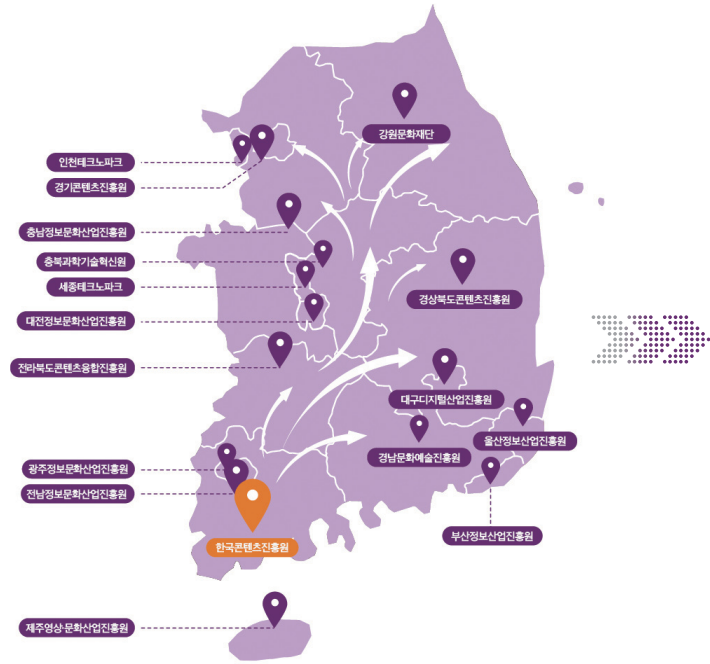 강원문화재단
인천테크노파크
경기콘텐츠진흥원
충남정보문화산업진흥원
충북과학기술혁신원
세종테크노파크
경상북도콘텐츠진흥원
대전정보문화산업진흥원
전라북도콘텐츠융합진흥원
대구디지털산업진흥원
울산정보산업진흥원
경남문화예술진흥원
광주정보문화산업진흥원
전남정보문화산업진흥원
부산정보산업진흥원
한국콘텐츠진흥원
제주영상·문화산업진흥원